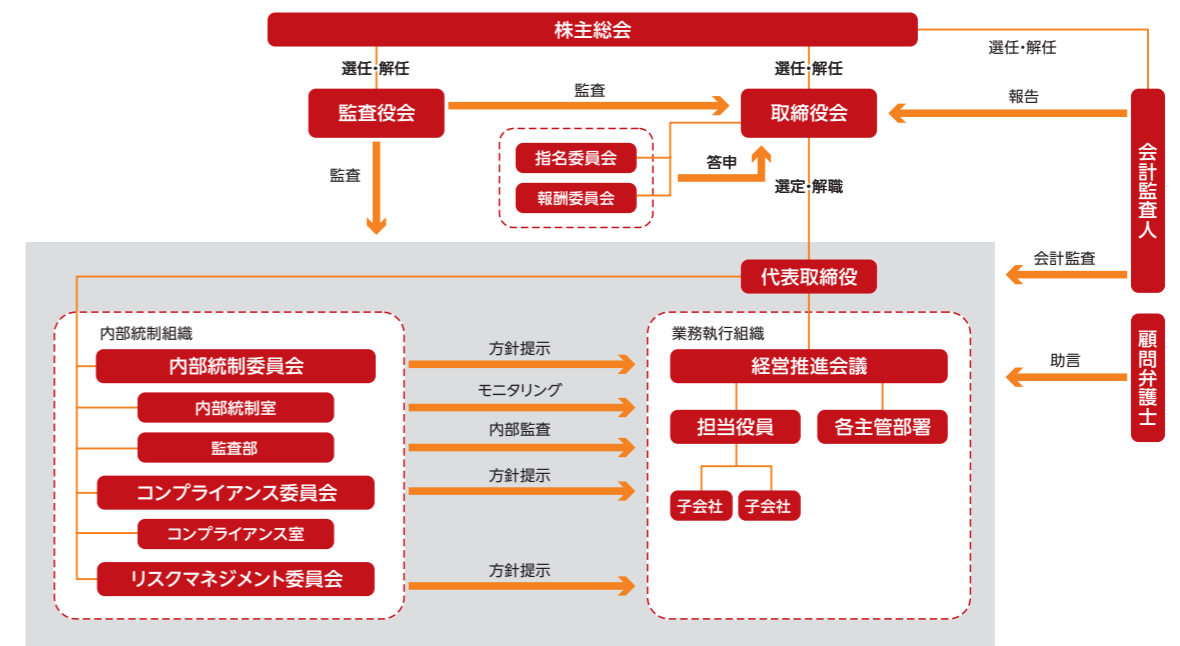 株主総会
選任・解任
選任・解任
選任・解任
監査役会
監査
取締役会
報告
会計監査人
監査
指名委員会
報酬委員会
答申
選定・解職
代表取締役
会計監査
顧問弁護士
助言
内部統制組織
内部統制委員会
内部統制室
監査部
コンプライアンス委員会
コンプライアンス室
リスクマネジメント委員会
方針提示
モニタリング
内部監査
方針提示
方針提示
業務執行組織
経営推進会議
担当役員
各主管部署
子会社
子会社